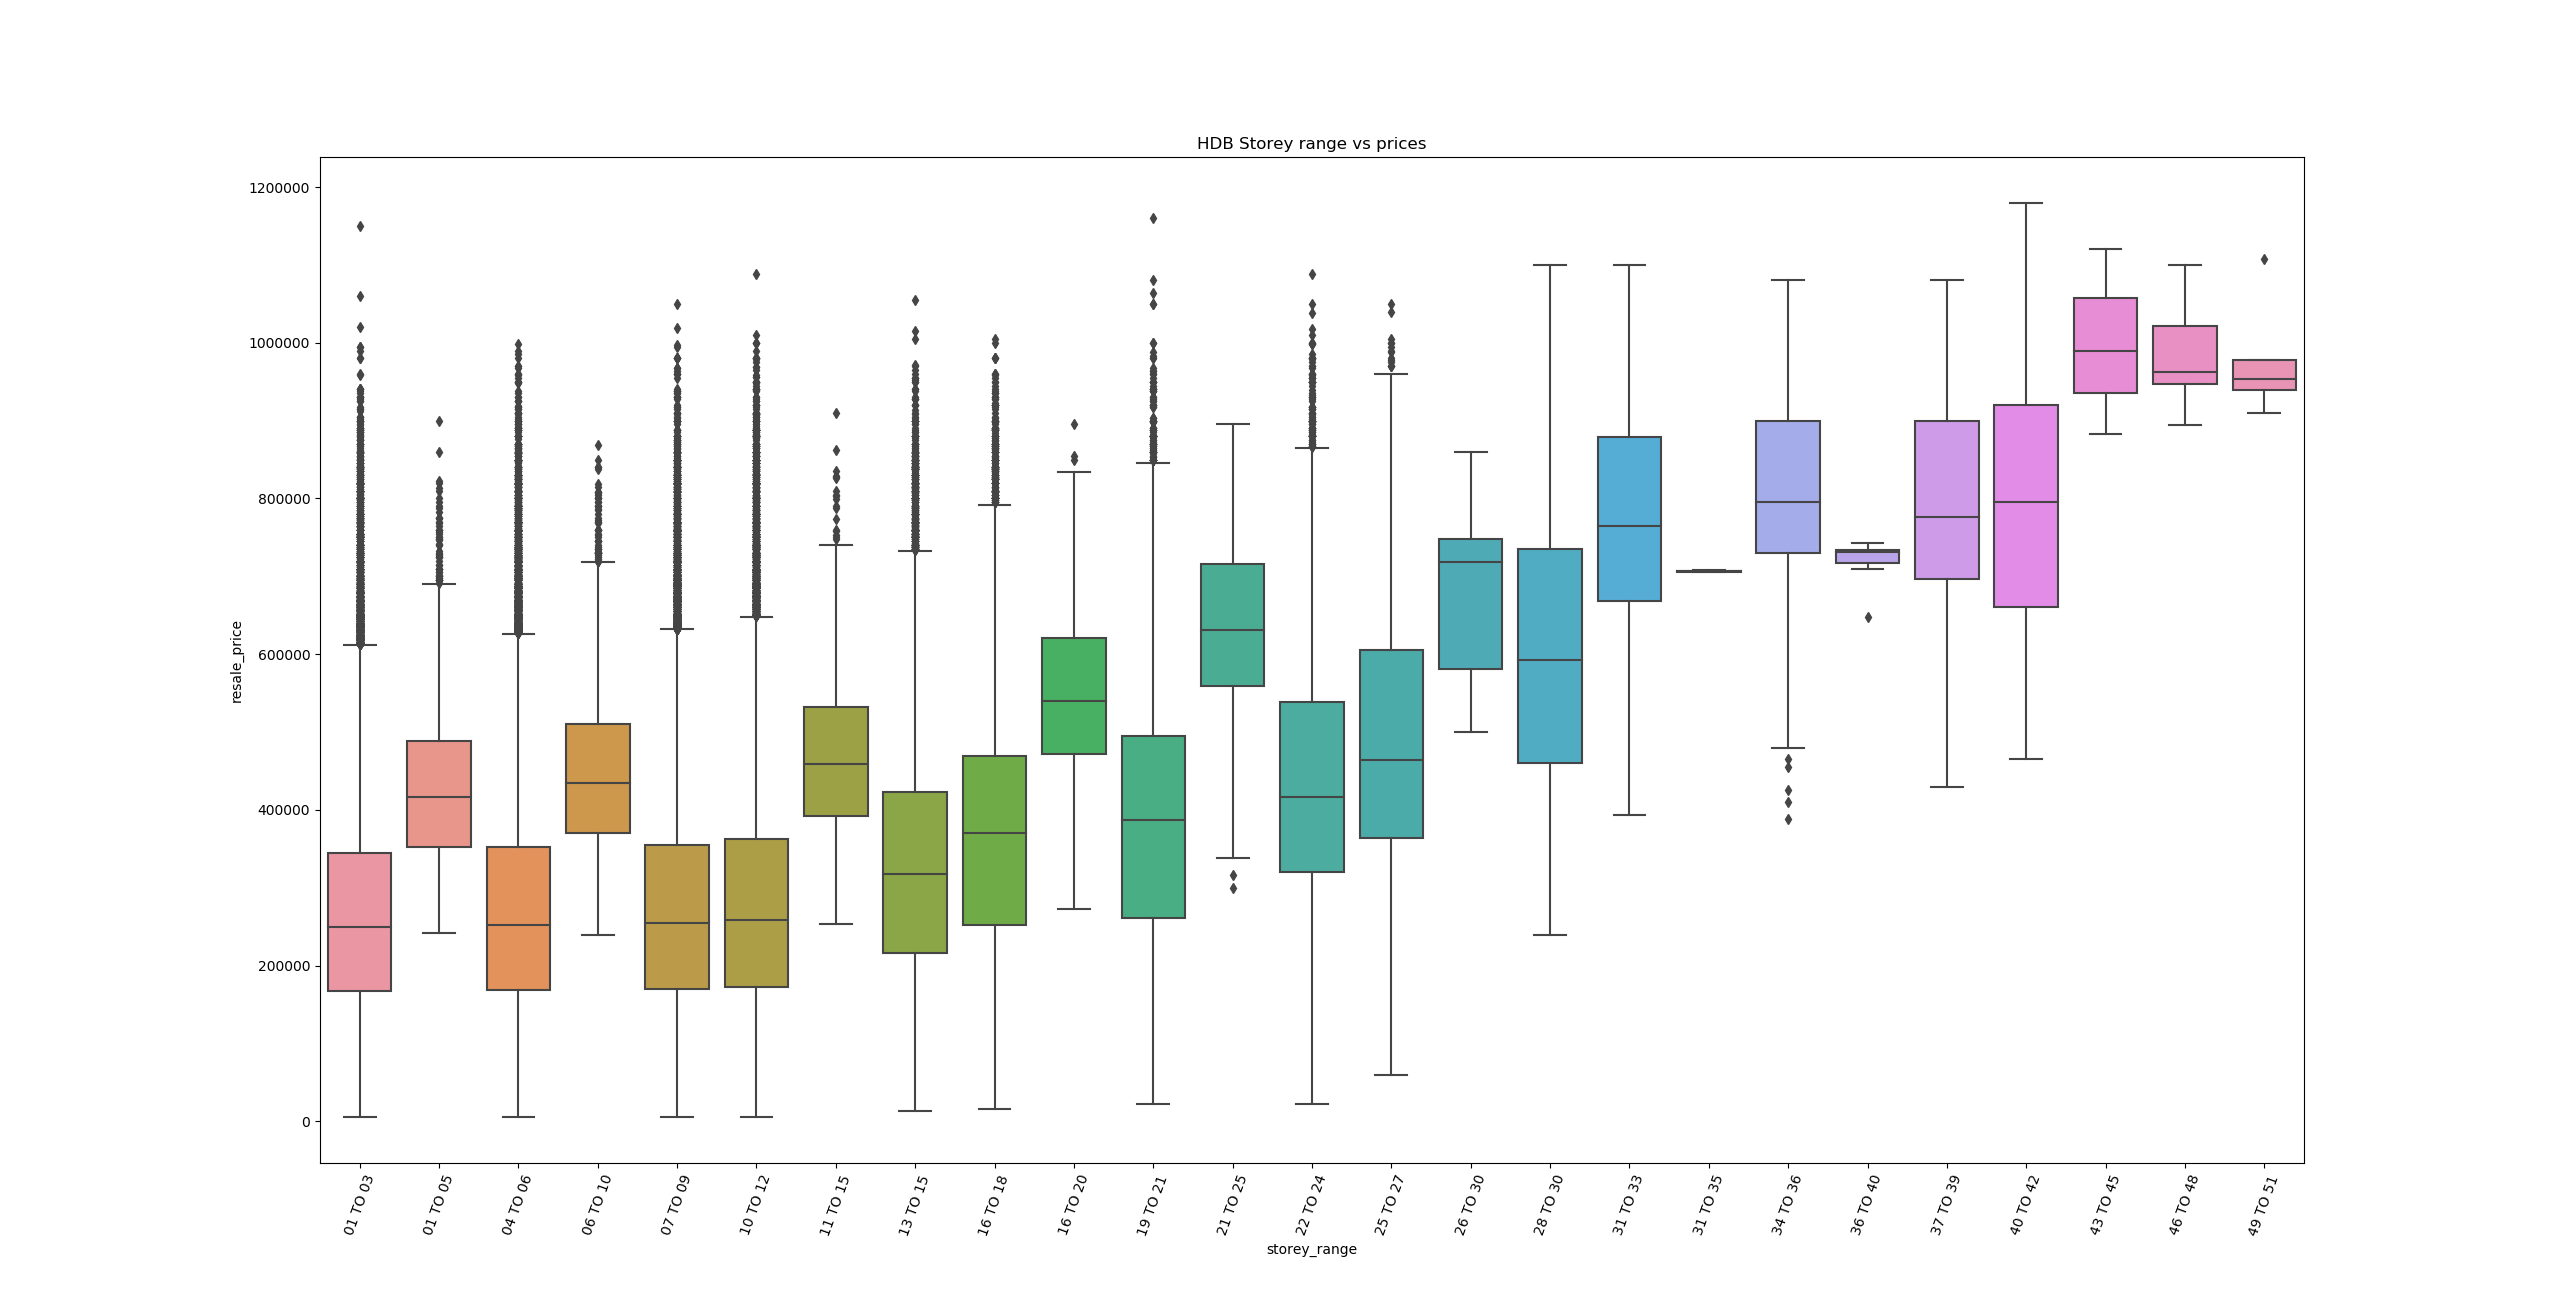 HDB Storey range vs prices
1200000
1000000
800000
600000
400000
200000
0
resale_price
01 TO 03
01 TO 05
04 TO 06
06 TO 10
07 TO 09
10 TO 12
11 TO 15
13 TO 15
16 TO 18
16 TO 20
19 TO 21
21 TO 25
22 TO 24
25 TO 27
26 TO 30
28 TO 30
31 TO 33
31 TO 35
34 TO 36
36 TO 40
37 TO 39
40 TO 42
43 TO 45
46 TO 48
49 TO 51
storey_range